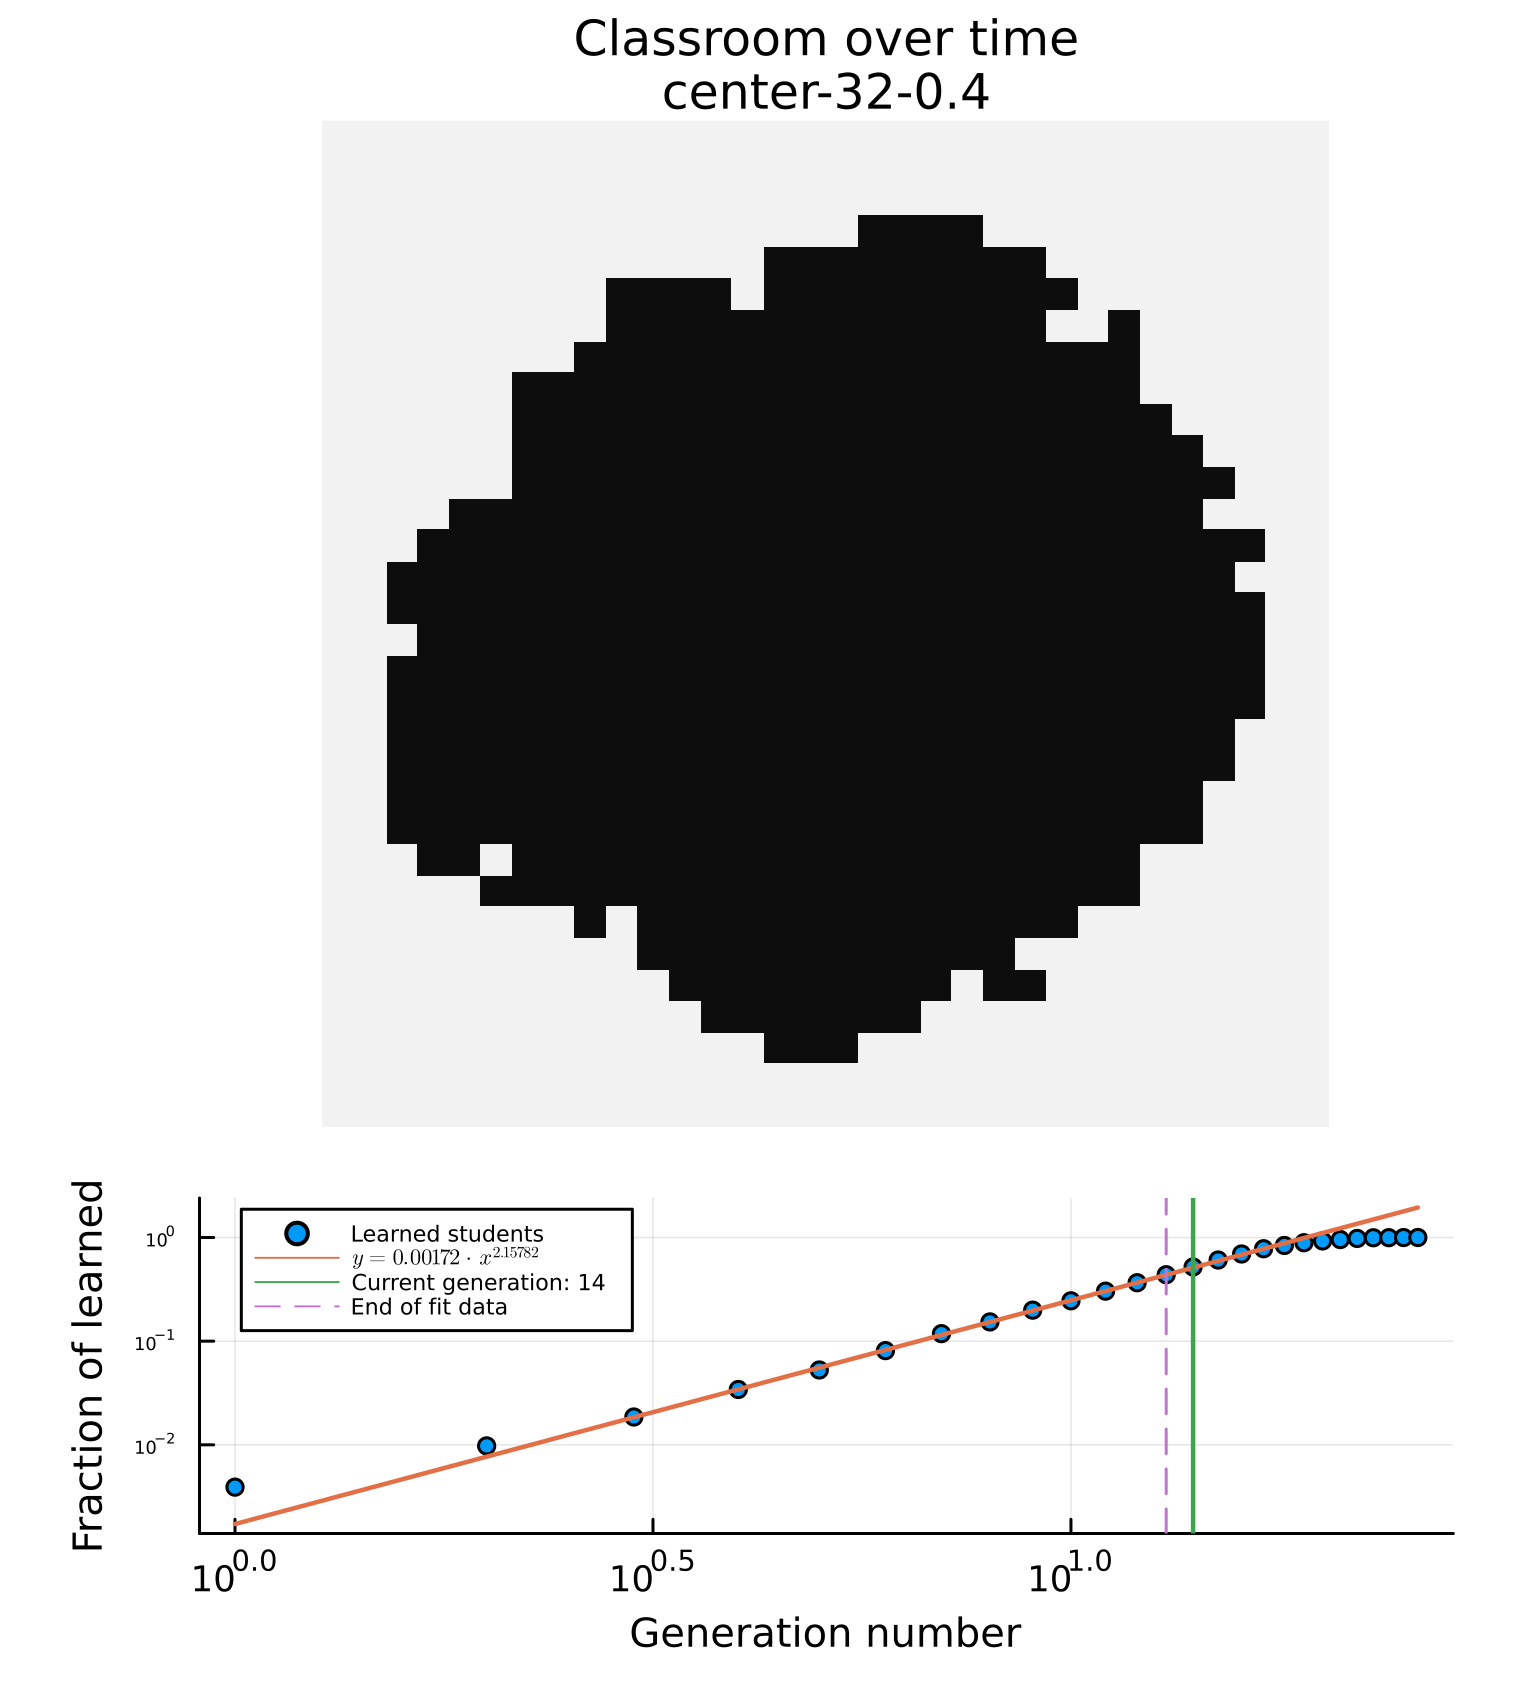 Classroom over time
center-32-0.4
Fraction of learned
10⁰
10⁻¹
10⁻²
Learned students
y = 0.00172 · x^2.15782
Current generation: 14
End of fit data
10^0.0
10^0.5
10^1.0
Generation number